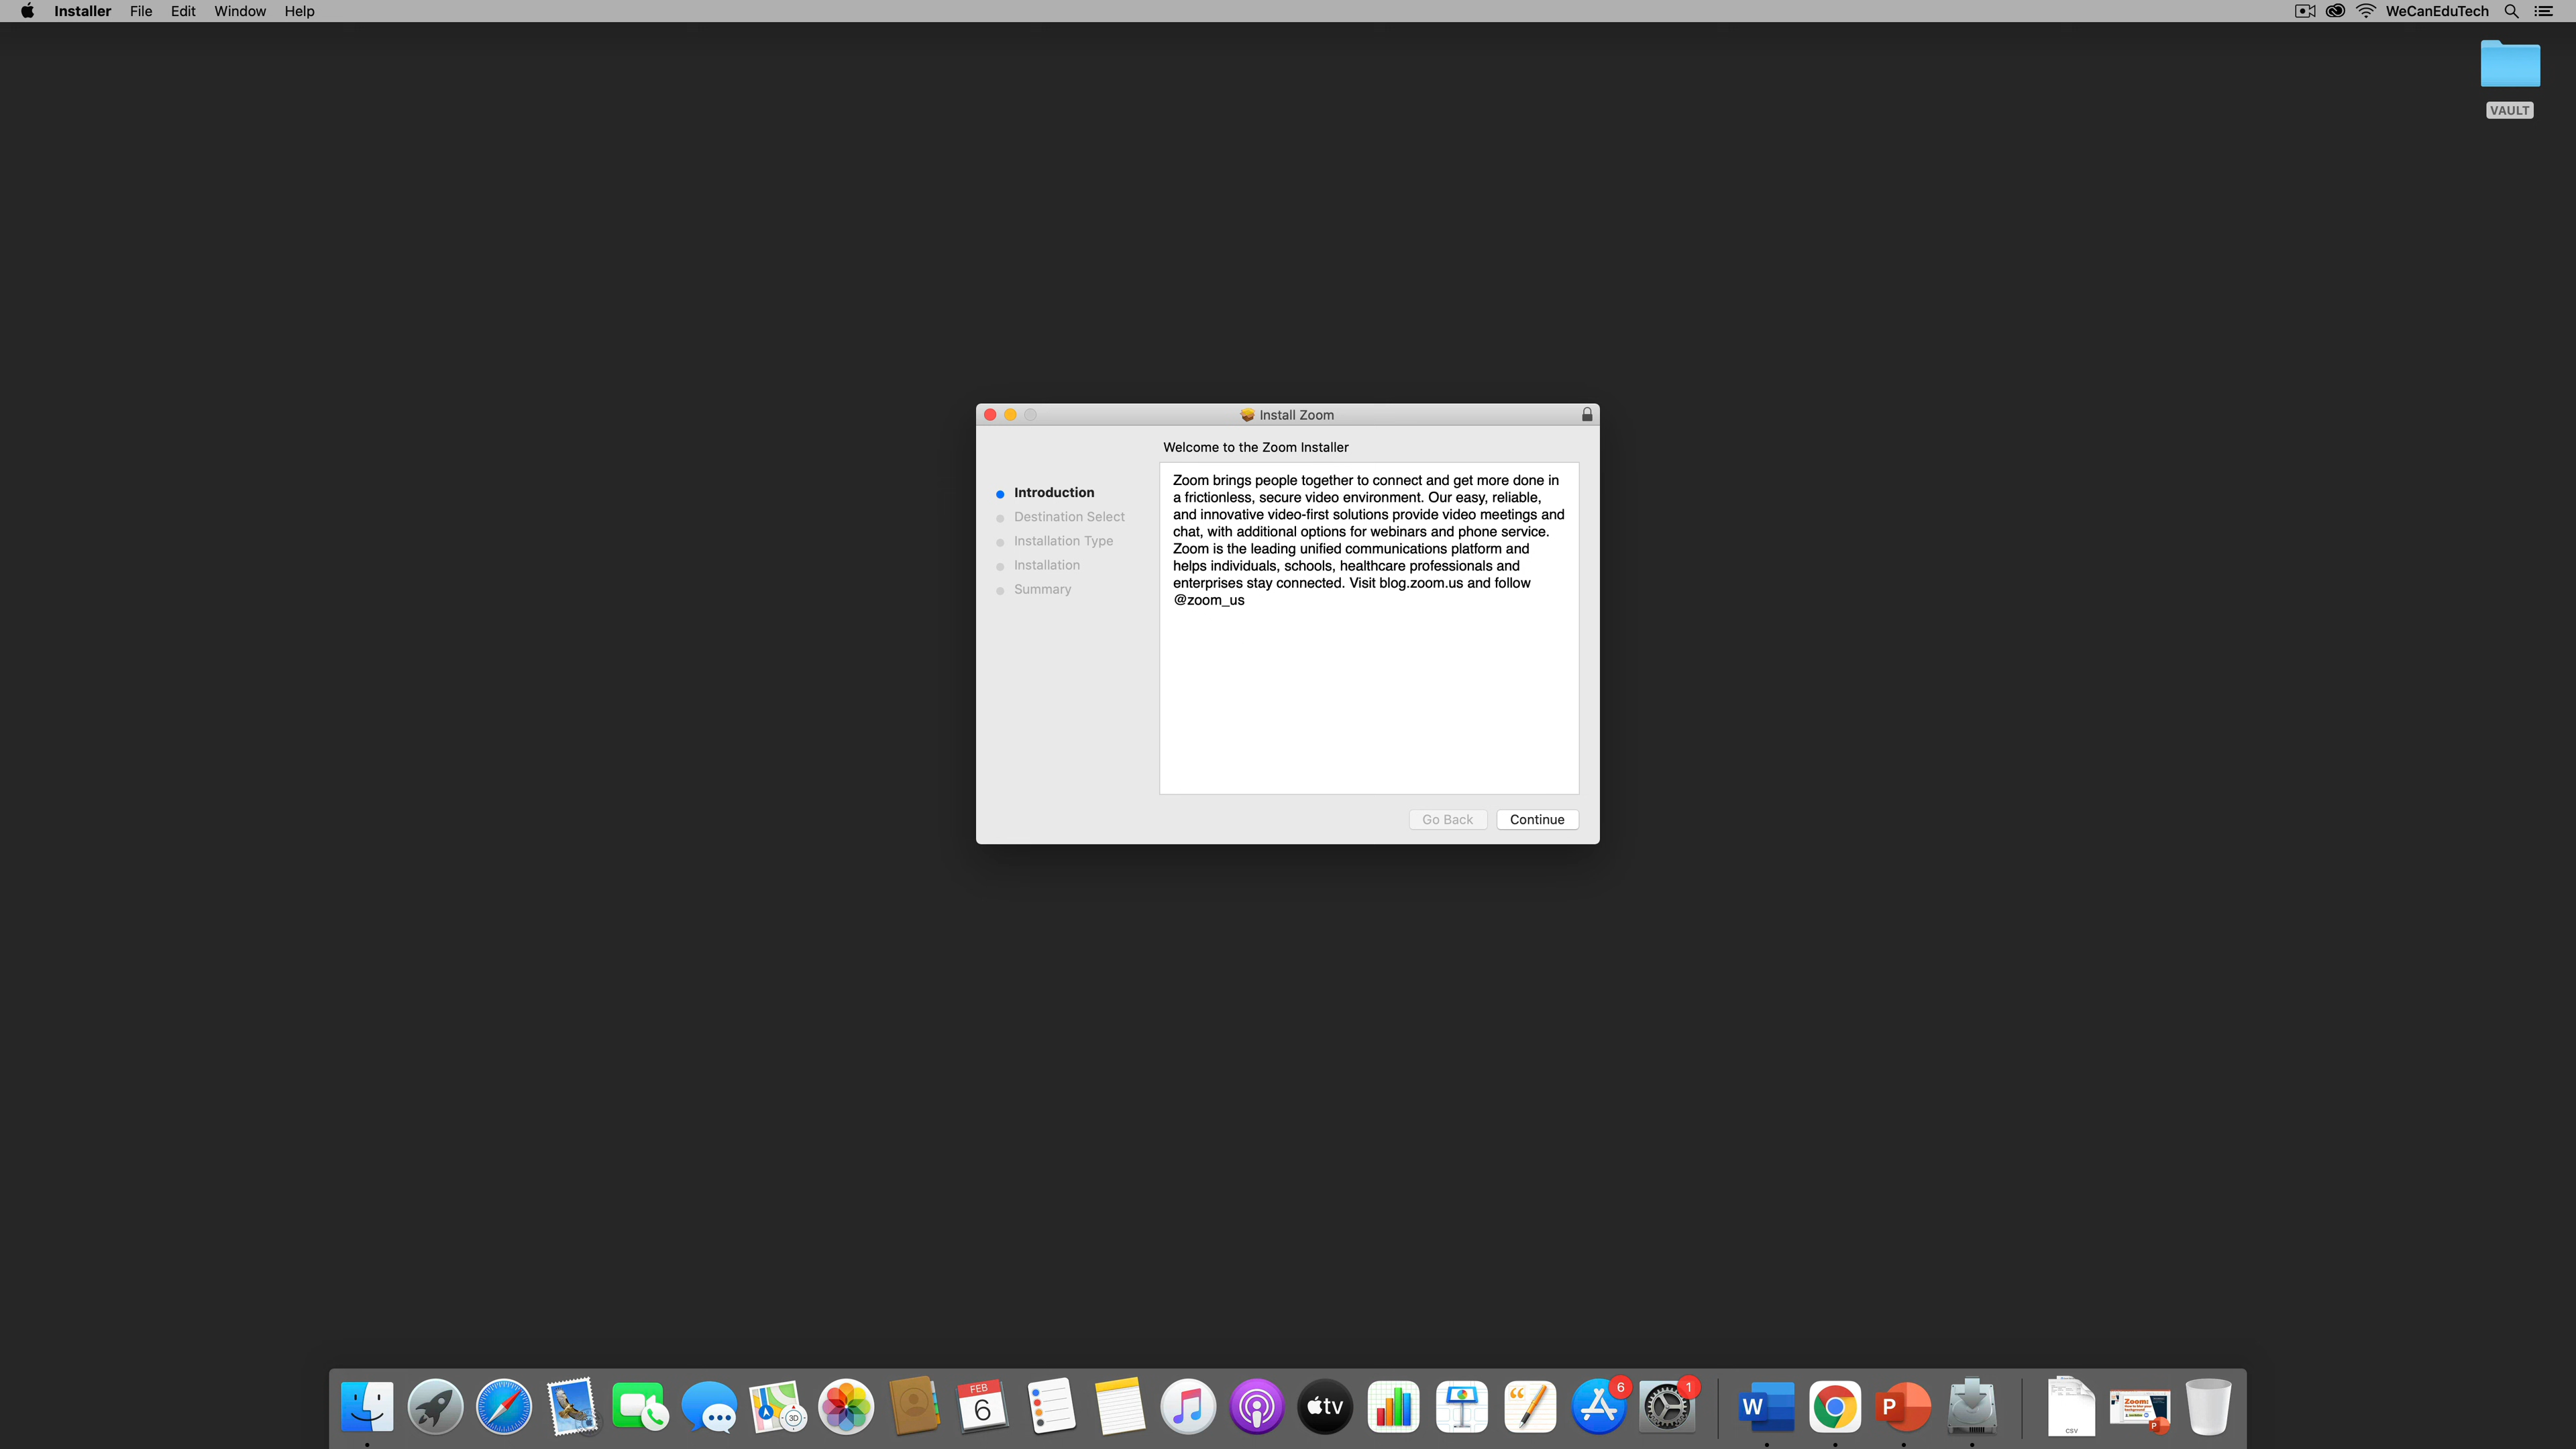 Installer File Edit Window Help
WeCanEduTech
VAULT
Install Zoom
Welcome to the Zoom Installer
Introduction
Destination Select
Installation Type
Installation
Summary
Zoom brings people together to connect and get more done in
a frictionless, secure video environment. Our easy, reliable,
and innovative video-first solutions provide video meetings and
chat, with additional options for webinars and phone service.
Zoom is the leading unified communications platform and
helps individuals, schools, healthcare professionals and
enterprises stay connected. Visit blog.zoom.us and follow
@zoom_us
Go Back Continue
3D
FEB
6
tv
6
1
W
P
CSV
Zoom!
P